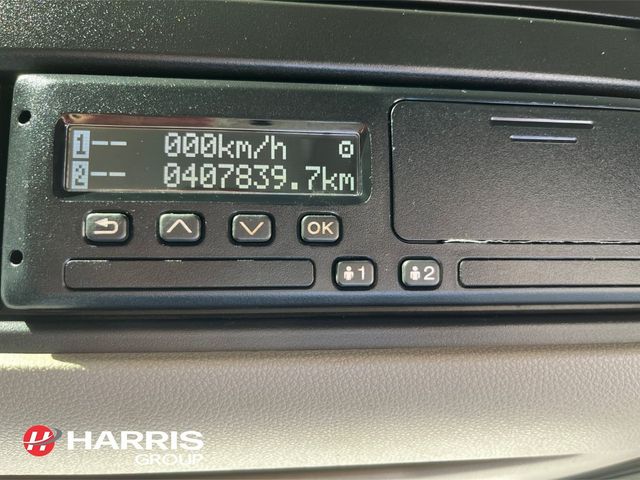 1 -- 000km/h
2 -- 0407839.7km
OK
1 2
HARRIS
GROUP